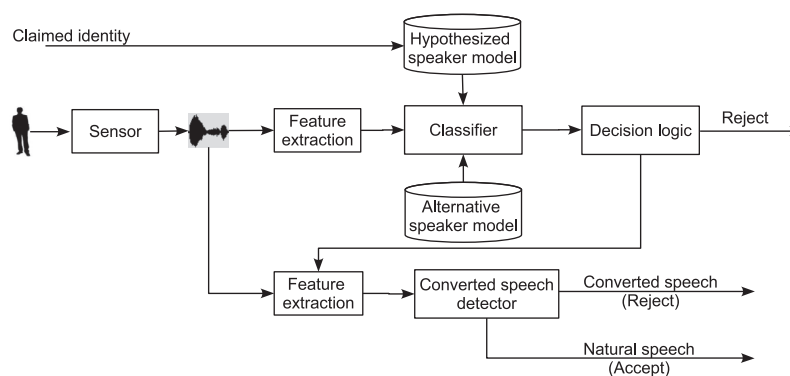 Claimed identity
Hypothesized
speaker model
Sensor
Feature
extraction
Classifier
Decision logic
Reject
Alternative
speaker model
Feature
extraction
Converted speech
detector
Converted speech
(Reject)
Natural speech
(Accept)